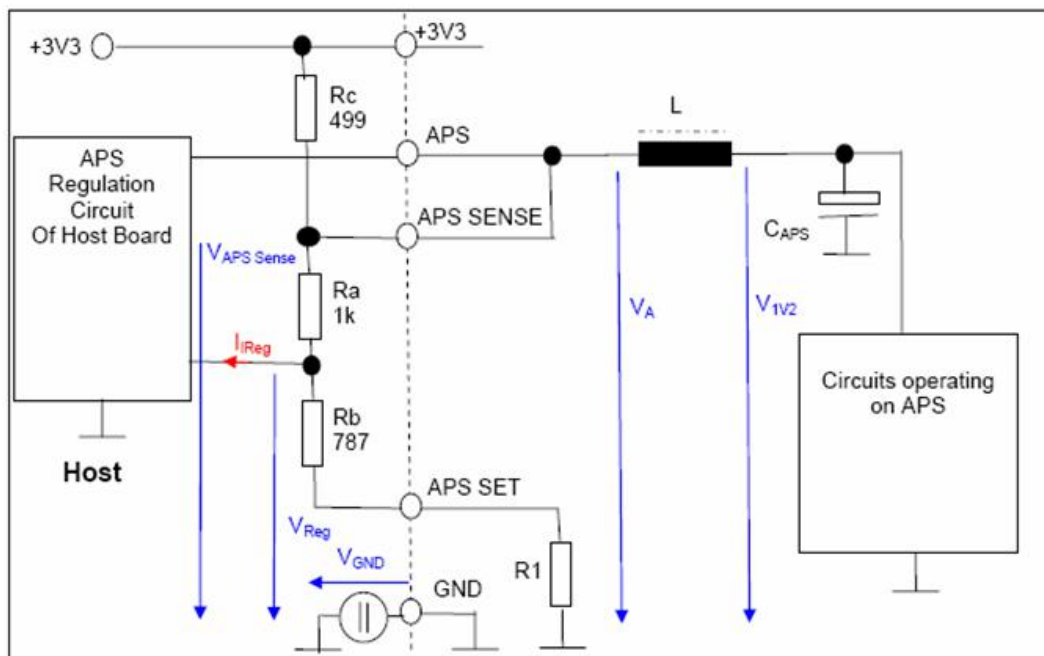 +3V3
+3V3
Rc
499
L
APS
APS
Regulation
Circuit
Of Host Board
APS SENSE
CAPS
VAPS Sense
Ra
1k
VA
V1V2
IIReg
Circuits operating
on APS
Rb
787
Host
APS SET
VReg
VGND
R1
GND